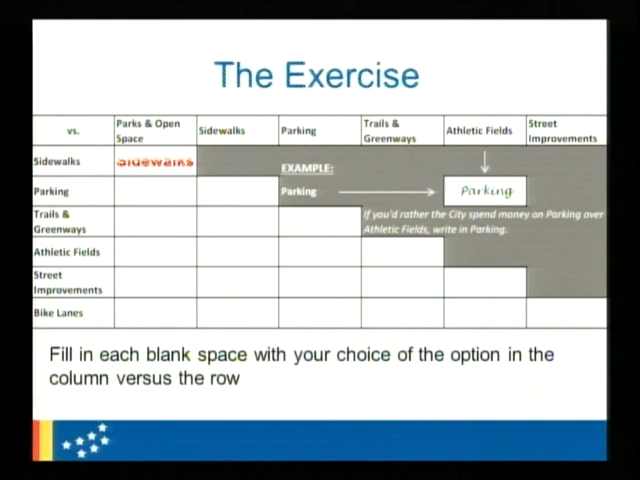 The Exercise
vs.
Parks & Open Space
Sidewalks
Parking
Trails & Greenways
Athletic Fields
Street Improvements
Sidewalks
Sidewalks
EXAMPLE:
Parking
Parking
Parking
Trails & Greenways
If you'd rather the City spend money on Parking over
Athletic Fields, write in Parking.
Athletic Fields
Street Improvements
Bike Lanes
Fill in each blank space with your choice of the option in the
column versus the row